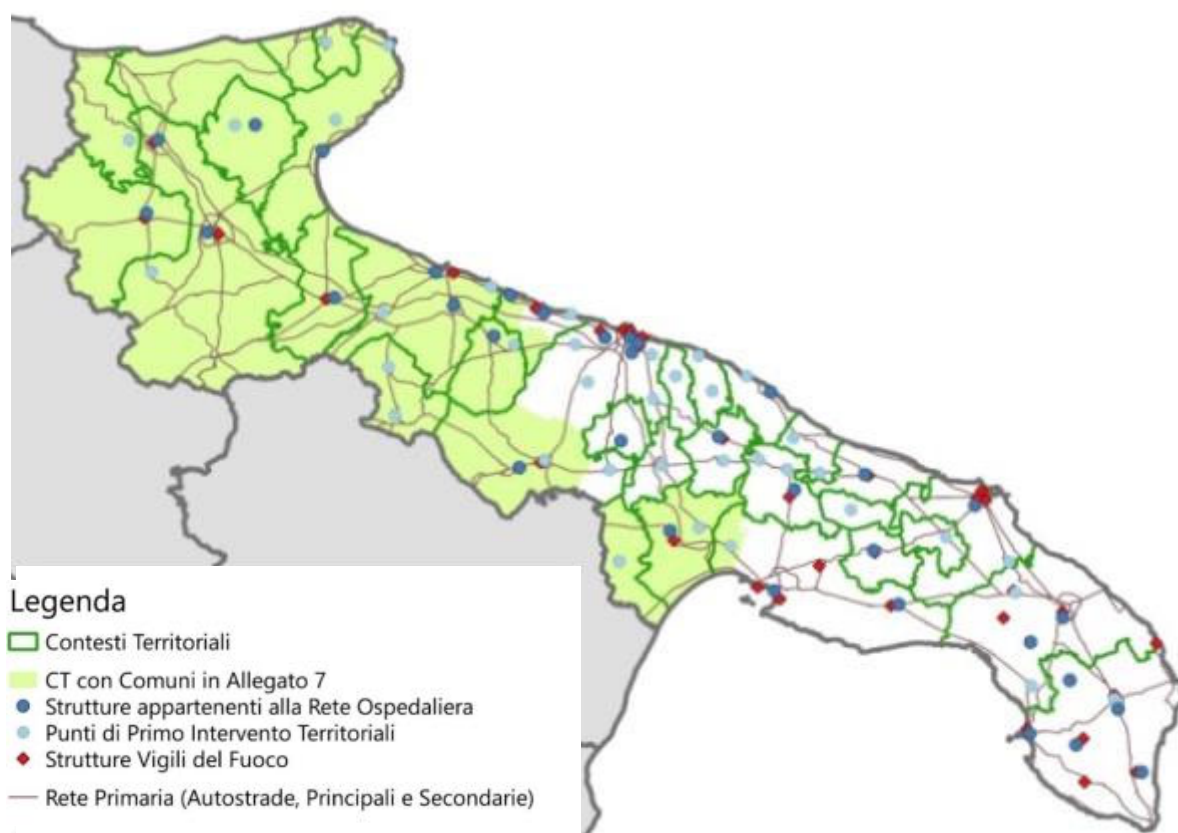 Legenda
Contesti Territoriali
CT con Comuni in Allegato 7
Strutture appartenenti alla Rete Ospedaliera
Punti di Primo Intervento Territoriali
Strutture Vigili del Fuoco
Rete Primaria (Autostrade, Principali e Secondarie)